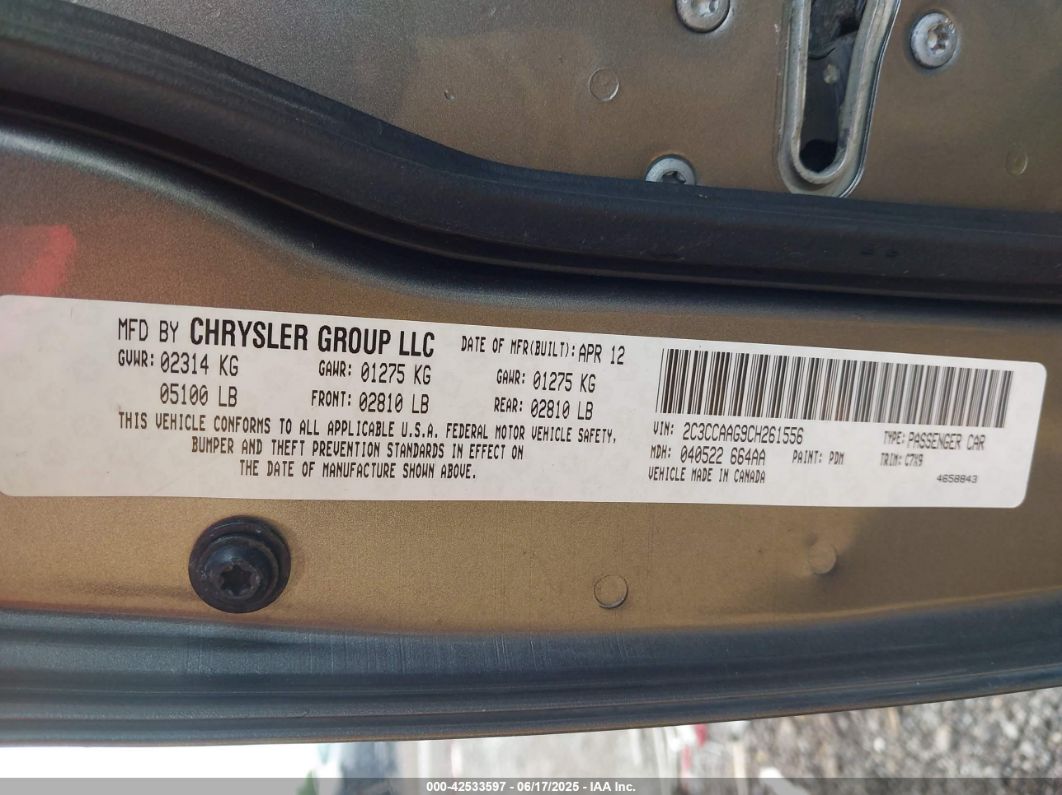 MFD BY CHRYSLER GROUP LLC DATE OF MFR(BUILT): APR 12
GVWR: 02314 KG GAWR: 01275 KG GAWR: 01275 KG
05100 LB FRONT: 02810 LB REAR: 02810 LB
THIS VEHICLE CONFORMS TO ALL APPLICABLE U.S.A. FEDERAL MOTOR VEHICLE SAFETY,
BUMPER AND THEFT PREVENTION STANDARDS IN EFFECT ON
THE DATE OF MANUFACTURE SHOWN ABOVE.
VIN: 2C3CCAAG9CH261556 TYPE: PASSENGER CAR
MDH: 040522 664AA PAINT: PDM TRIM: C7X9
VEHICLE MADE IN CANADA 4658843
000-42533597 - 06/17/2025 - IAA Inc.